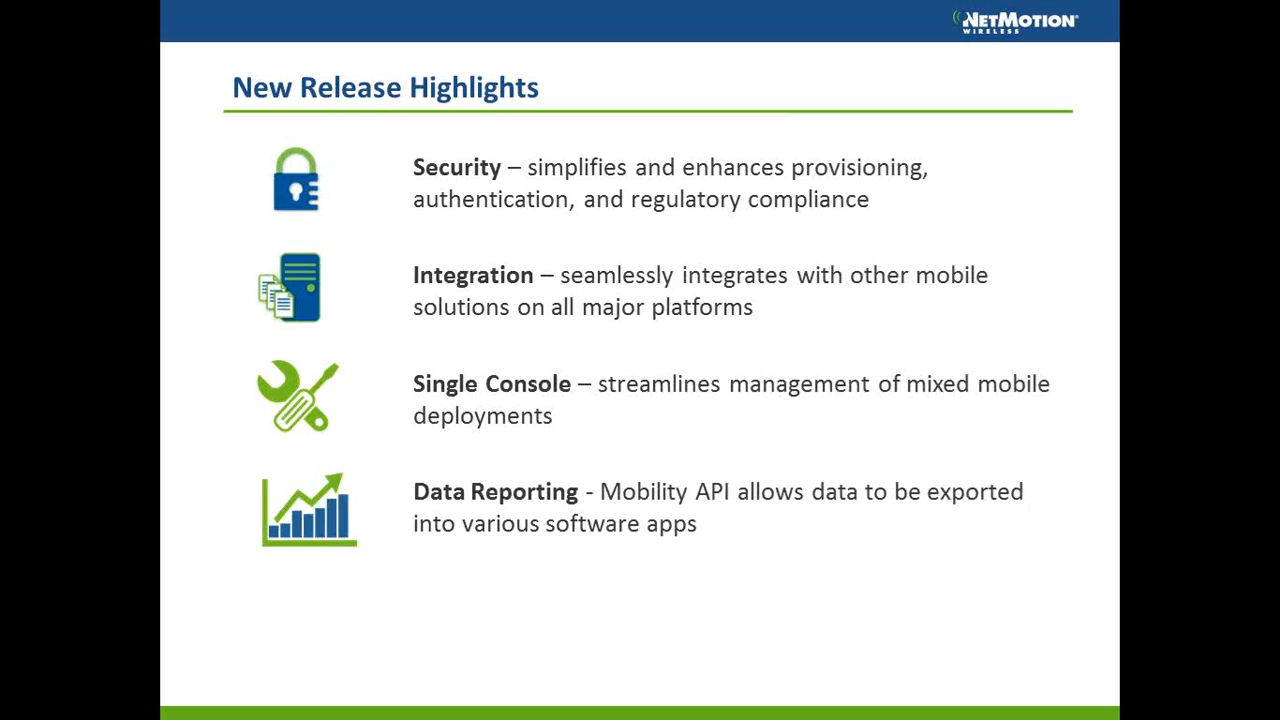 NETMOTION®
WIRELESS
New Release Highlights
Security – simplifies and enhances provisioning,
authentication, and regulatory compliance
Integration – seamlessly integrates with other mobile
solutions on all major platforms
Single Console – streamlines management of mixed mobile
deployments
Data Reporting - Mobility API allows data to be exported
into various software apps